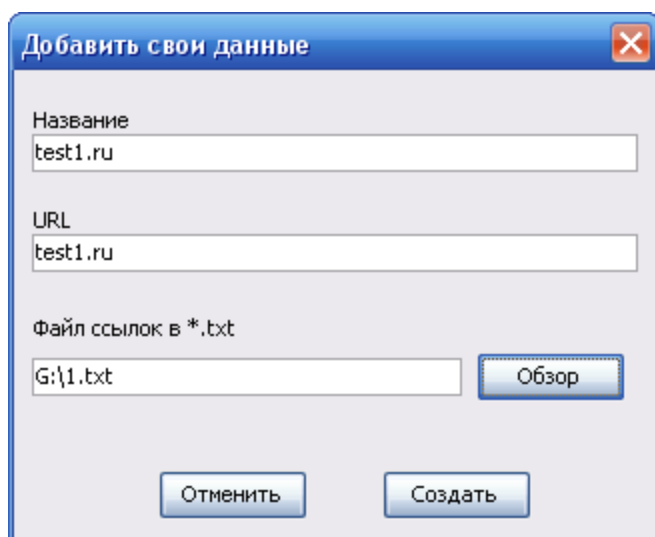 Добавить свои данные
Название
test1.ru
URL
test1.ru
Файл ссылок в *.txt
G:\1.txt Обзор
Отменить Создать